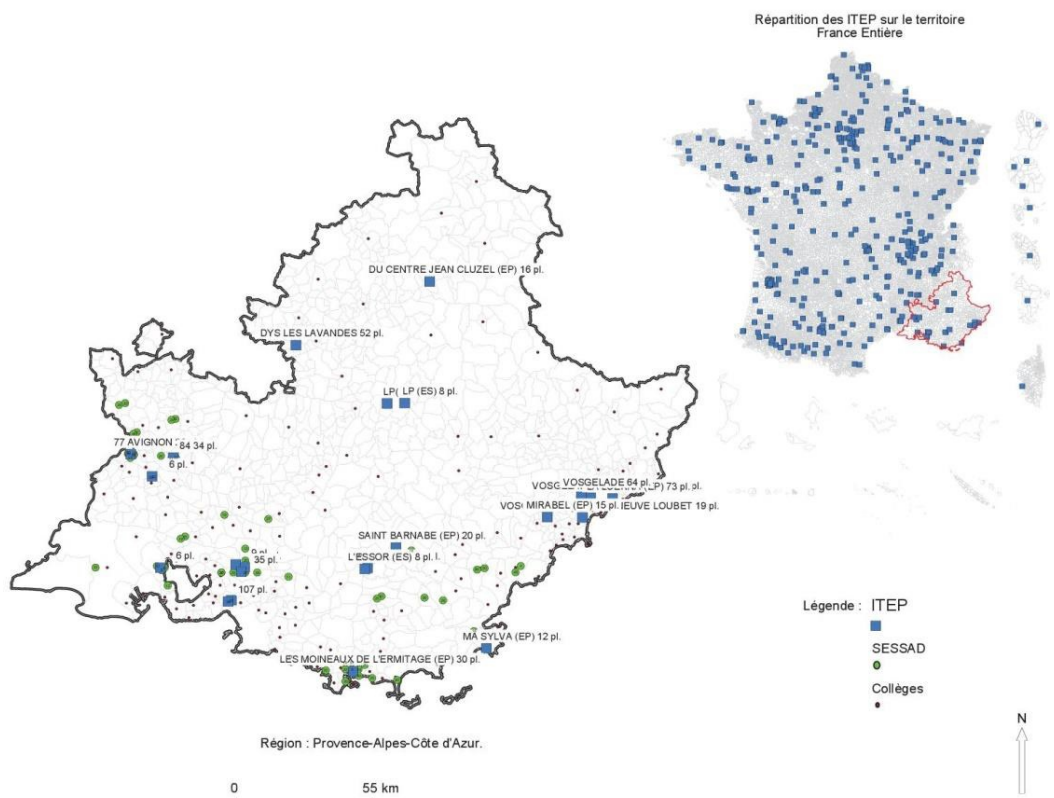 Répartition des ITEP sur le territoire
France Entière
DU CENTRE JEAN CLUZEL (EP) 16 pl.
DYS LES LAVANDES 52 pl.
LP( LP (ES) 8 pl.
77 AVIGNON
84 34 pl.
6 pl.
VOSGELADE 64 pl.
73 pl.
MIRABEL (EP) 15 pl.
IEUVE LOUBET 19 pl.
SAINT BARNABE (EP) 20 pl.
L'ESSOR (ES) 8 pl.
6 pl.
35 pl.
107 pl.
MA SYLVA (EP) 12 pl.
LES MOINEAUX DE L'ERMITAGE (EP) 30 pl.
Légende : ITEP
SESSAD
Collèges
Région : Provence-Alpes-Côte d'Azur.
0 55 km
N